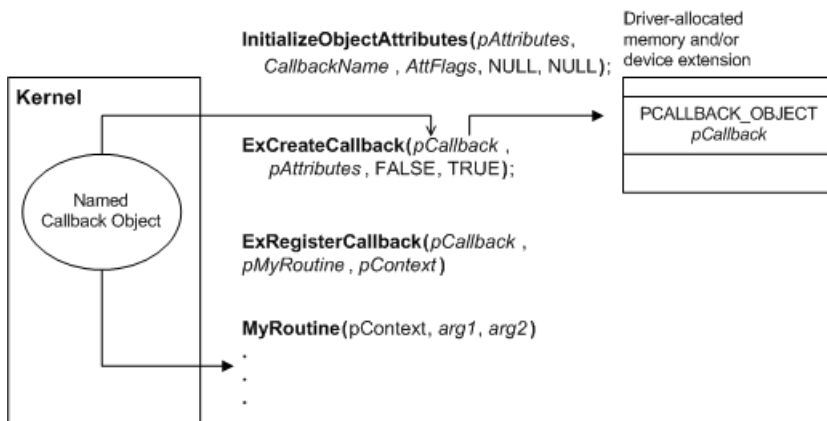 InitializeObjectAttributes(pAttributes,
CallbackName , AttFlags, NULL, NULL);
Driver-allocated
memory and/or
device extension
Kernel
PCALLBACK_OBJECT
pCallback
ExCreateCallback(pCallback ,
pAttributes , FALSE, TRUE);
Named
Callback Object
ExRegisterCallback(pCallback ,
pMyRoutine , pContext)
MyRoutine(pContext, arg1, arg2)
.
.
.